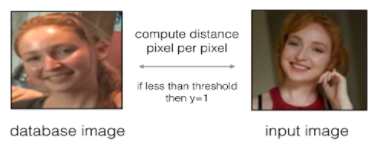 compute distance
pixel per pixel
if less than threshold
then y=1
database image
input image